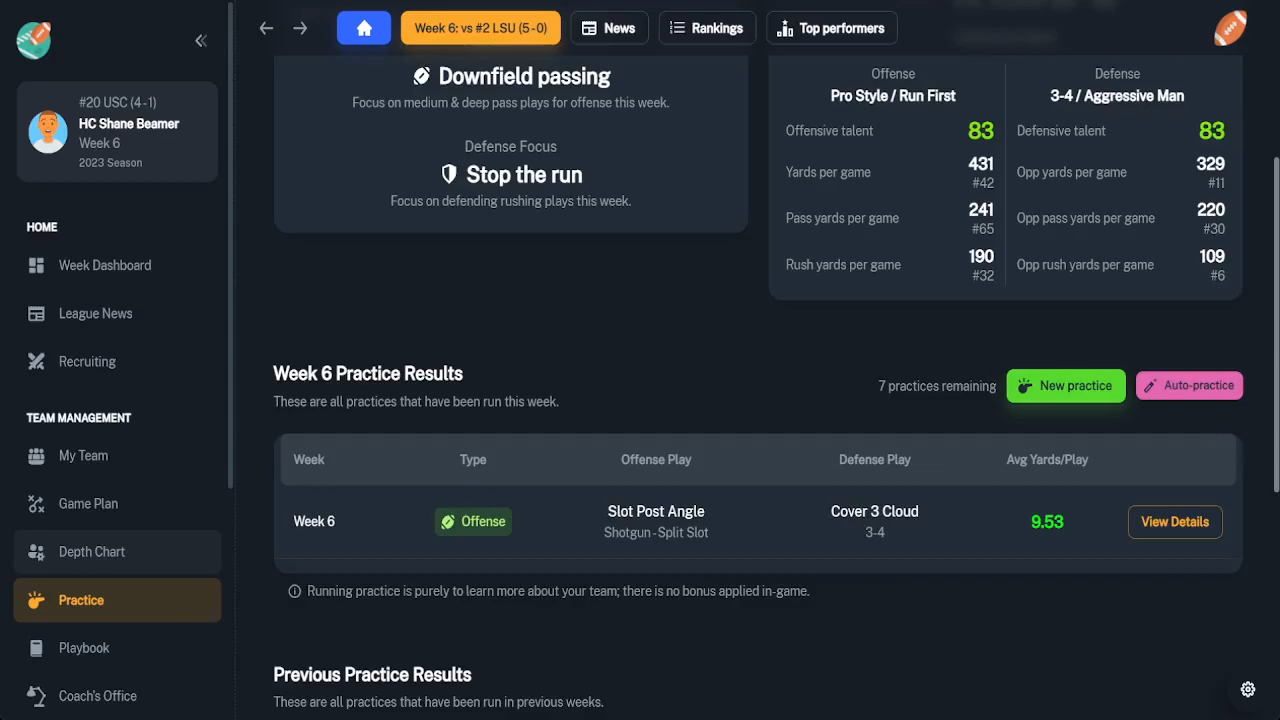 Week 6: vs #2 LSU (5 - 0)
News
Rankings
Top performers
#20 USC (4 - 1)
HC Shane Beamer
Week 6
2023 Season
HOME
Week Dashboard
League News
Recruiting
TEAM MANAGEMENT
My Team
Game Plan
Depth Chart
Practice
Playbook
Coach's Office
Downfield passing
Focus on medium & deep pass plays for offense this week.
Defense Focus
Stop the run
Focus on defending rushing plays this week.
Offense
Pro Style / Run First
Offensive talent 83
Yards per game 431
#42
Pass yards per game 241
#65
Rush yards per game 190
#32
Defense
3-4 / Aggressive Man
Defensive talent 83
Opp yards per game 329
#11
Opp pass yards per game 220
#30
Opp rush yards per game 109
#6
Week 6 Practice Results
These are all practices that have been run this week.
7 practices remaining
New practice
Auto-practice
Week Type Offense Play Defense Play Avg Yards/Play
Week 6 Offense Slot Post Angle Cover 3 Cloud 9.53 View Details
Shotgun - Split Slot 3-4
Running practice is purely to learn more about your team; there is no bonus applied in-game.
Previous Practice Results
These are all practices that have been run in previous weeks.